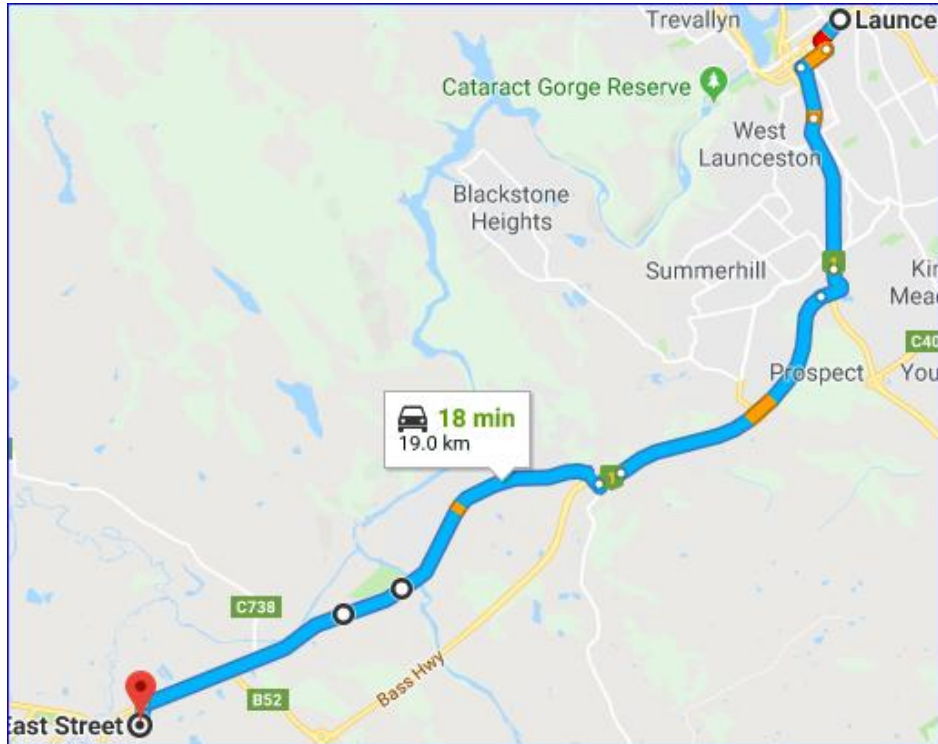 Trevallyn
Launce
Cataract Gorge Reserve
West
Launceston
Blackstone
Heights
Summerhill
1
Kin
Mead
C40
Prospect
You
18 min
19.0 km
1
C738
Bass Hwy
B52
East Street